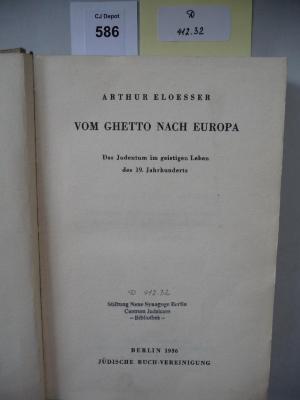 CJ Depot
586
D
412.32
ARTHUR ELOESSER
VOM GHETTO NACH EUROPA
Das Judentum im geistigen Leben
des 19. Jahrhunderts
D 412.32
Stiftung Neue Synagoge Berlin
Centrum Judaicum
– Bibliothek –
BERLIN 1936
JÜDISCHE BUCH-VEREINIGUNG